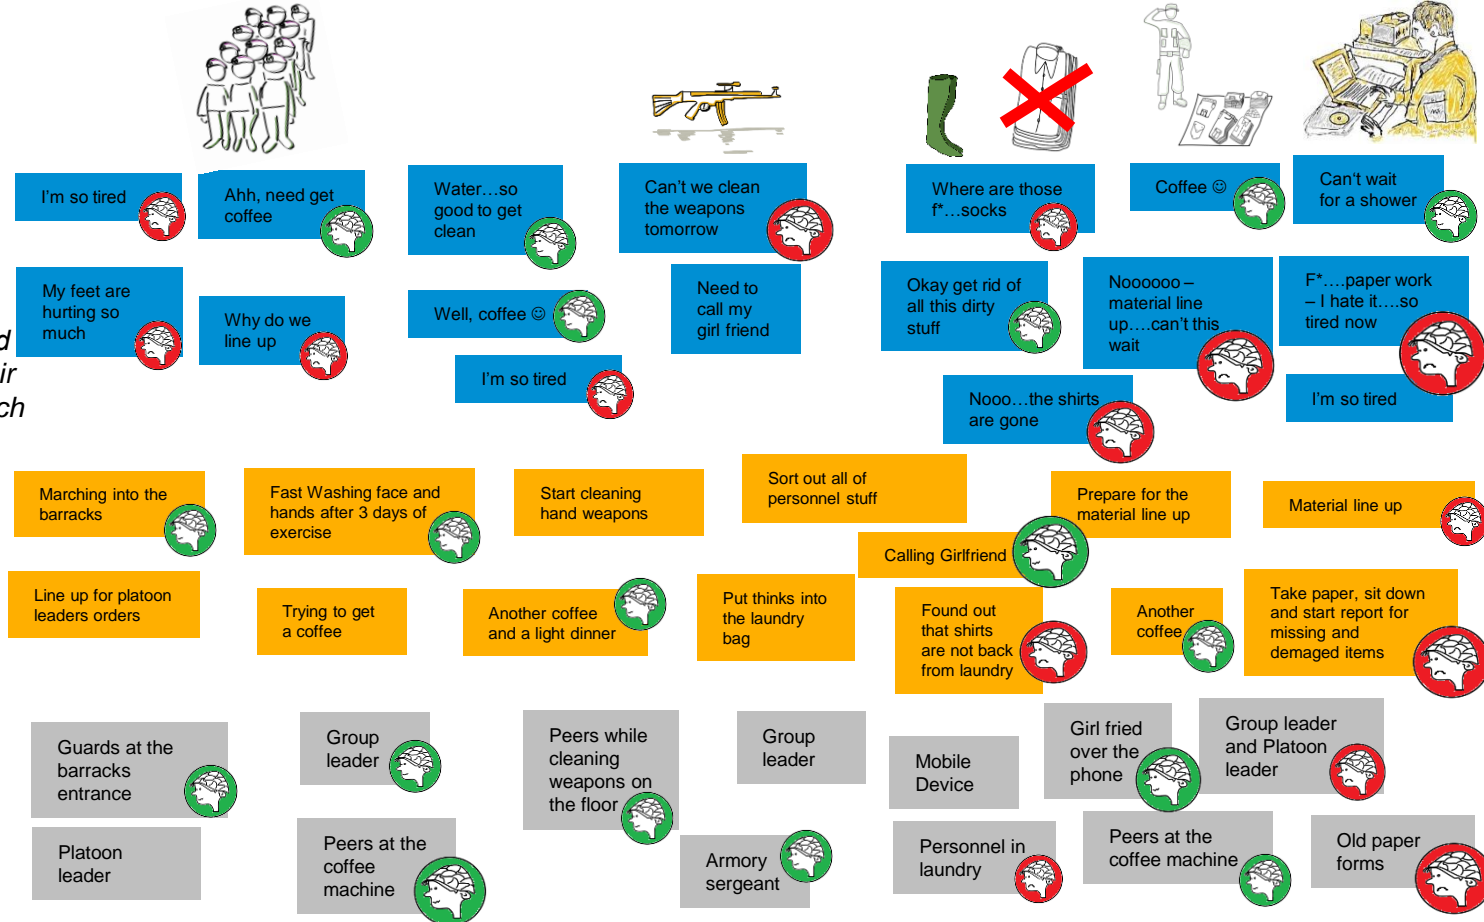 I'm so tired
Ahh, need get
coffee
Water…so
good to get
clean
Can't we clean
the weapons
tomorrow
Where are those
f*…socks
Coffee ☺
Can't wait
for a shower
My feet are
hurting so
much
Why do we
line up
Well, coffee ☺
I'm so tired
Need to
call my
girl friend
Okay get rid of
all this dirty
stuff
Noooooo –
material line
up….can't this
wait
F*….paper work
– I hate it….so
tired now
Nooo…the shirts
are gone
I'm so tired
d
ir
ch
Marching into the
barracks
Fast Washing face and
hands after 3 days of
exercise
Start cleaning
hand weapons
Sort out all of
personnel stuff
Calling Girlfriend
Prepare for the
material line up
Material line up
Line up for platoon
leaders orders
Trying to get
a coffee
Another coffee
and a light dinner
Put thinks into
the laundry
bag
Found out
that shirts
are not back
from laundry
Another
coffee
Take paper, sit down
and start report for
missing and
demaged items
Guards at the
barracks
entrance
Group
leader
Peers while
cleaning
weapons on
the floor
Group
leader
Mobile
Device
Girl fried
over the
phone
Group leader
and Platoon
leader
Platoon
leader
Peers at the
coffee
machine
Armory
sergeant
Personnel in
laundry
Peers at the
coffee machine
Old paper
forms